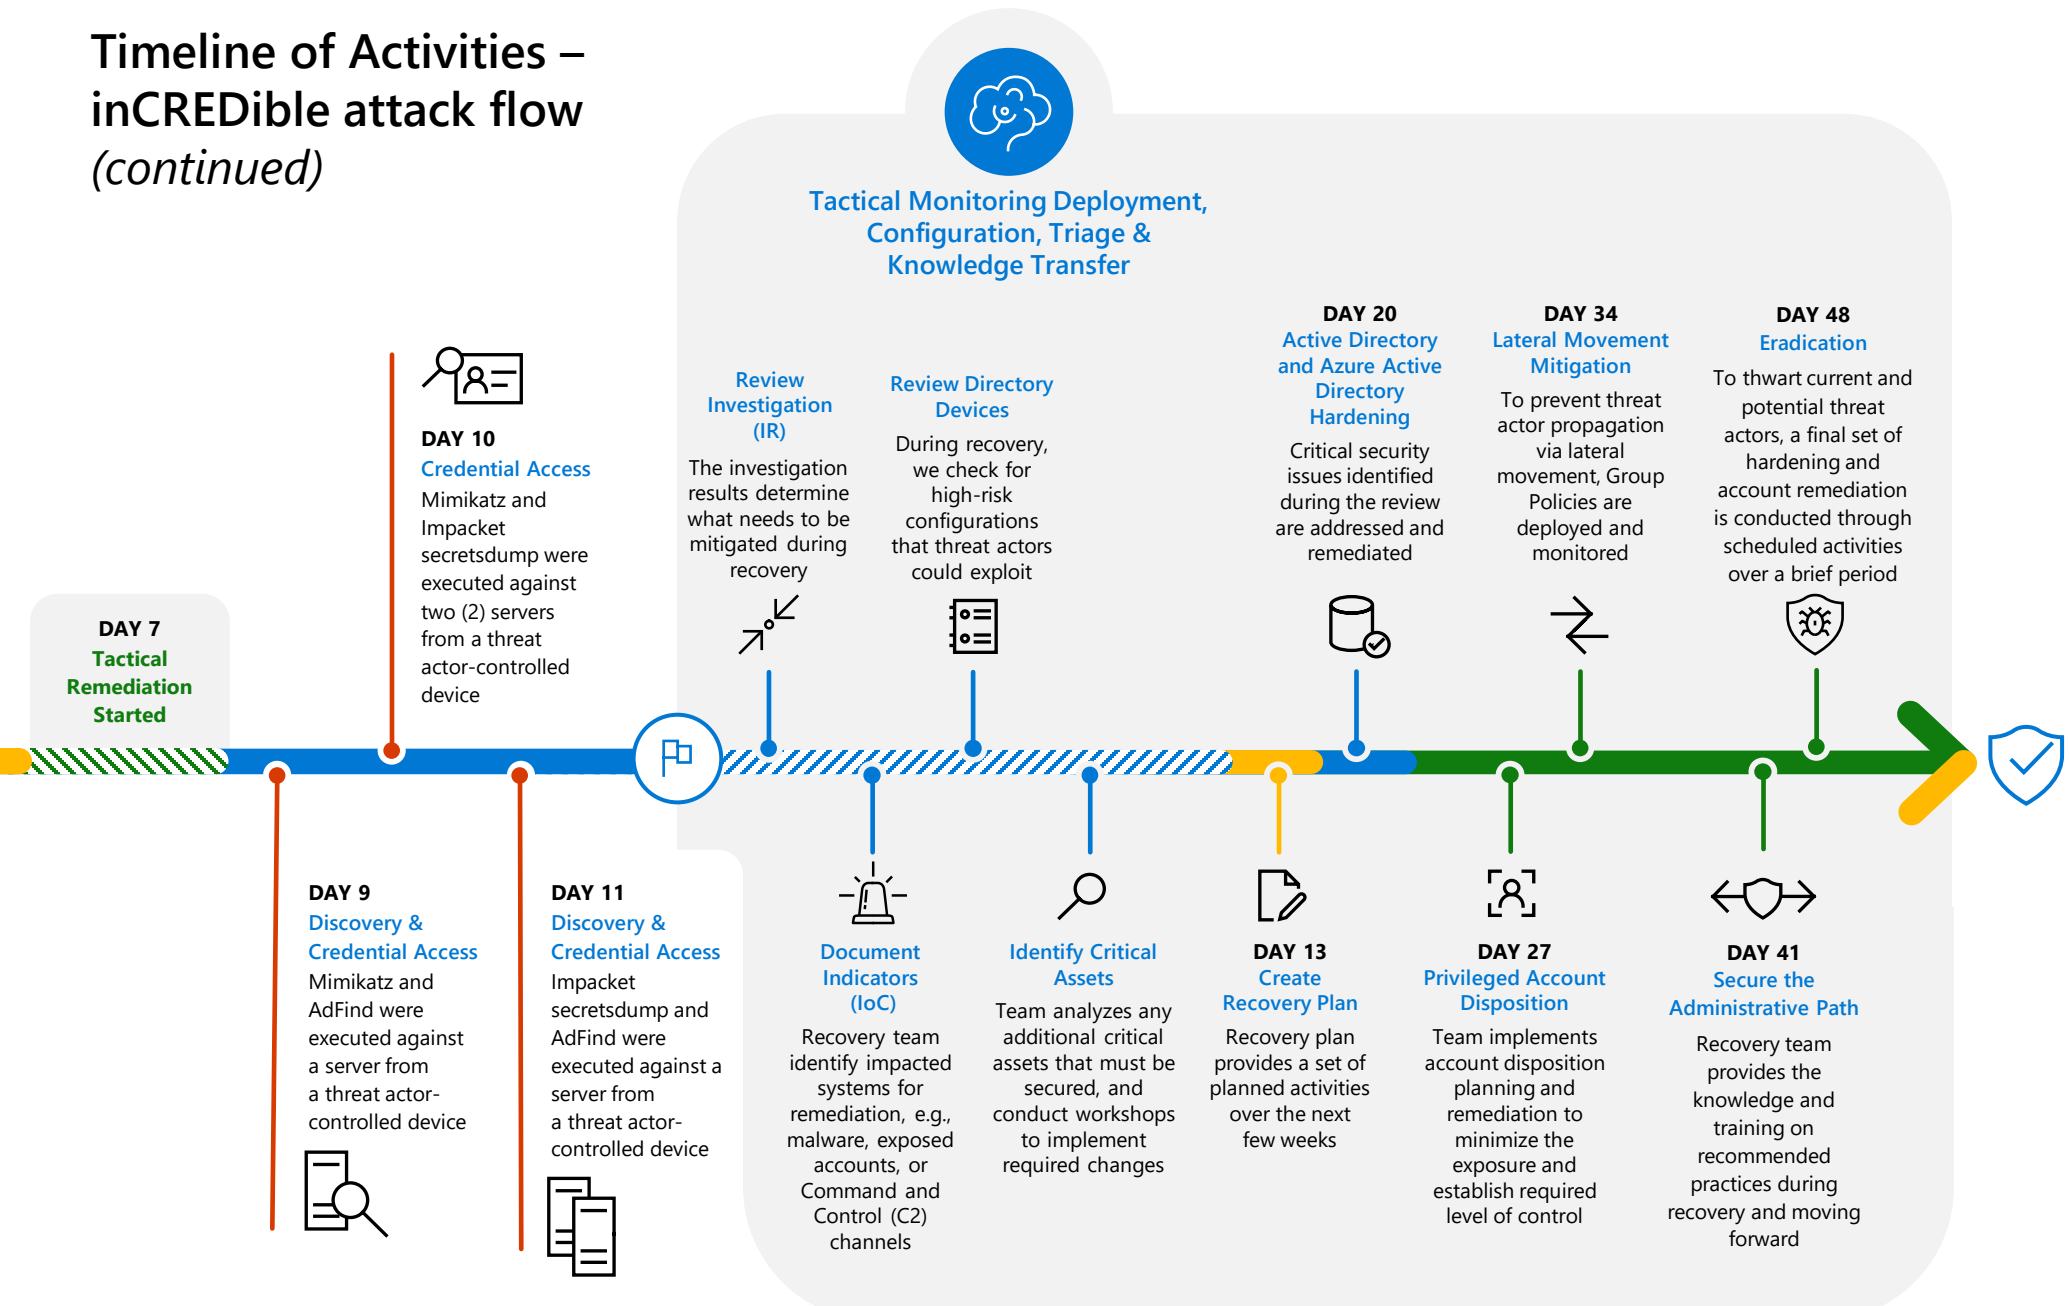 Timeline of Activities –
inCREDible attack flow
(continued)
Tactical Monitoring Deployment,
Configuration, Triage &
Knowledge Transfer
DAY 7
Tactical
Remediation
Started
DAY 9
Discovery &
Credential Access
Mimikatz and
AdFind were
executed against
a server from
a threat actor-
controlled device
DAY 10
Credential Access
Mimikatz and
Impacket
secretsdump were
executed against
two (2) servers
from a threat
actor-controlled
device
DAY 11
Discovery &
Credential Access
Impacket
secretsdump and
AdFind were
executed against a
server from
a threat actor-
controlled device
Review
Investigation
(IR)
The investigation
results determine
what needs to be
mitigated during
recovery
Document
Indicators
(IoC)
Recovery team
identify impacted
systems for
remediation, e.g.,
malware, exposed
accounts, or
Command and
Control (C2)
channels
Review Directory
Devices
During recovery,
we check for
high-risk
configurations
that threat actors
could exploit
Identify Critical
Assets
Team analyzes any
additional critical
assets that must be
secured, and
conduct workshops
to implement
required changes
DAY 13
Create
Recovery Plan
Recovery plan
provides a set of
planned activities
over the next
few weeks
DAY 20
Active Directory
and Azure Active
Directory
Hardening
Critical security
issues identified
during the review
are addressed and
remediated
DAY 27
Privileged Account
Disposition
Team implements
account disposition
planning and
remediation to
minimize the
exposure and
establish required
level of control
DAY 34
Lateral Movement
Mitigation
To prevent threat
actor propagation
via lateral
movement, Group
Policies are
deployed and
monitored
DAY 41
Secure the
Administrative Path
Recovery team
provides the
knowledge and
training on
recommended
practices during
recovery and moving
forward
DAY 48
Eradication
To thwart current and
potential threat
actors, a final set of
hardening and
account remediation
is conducted through
scheduled activities
over a brief period